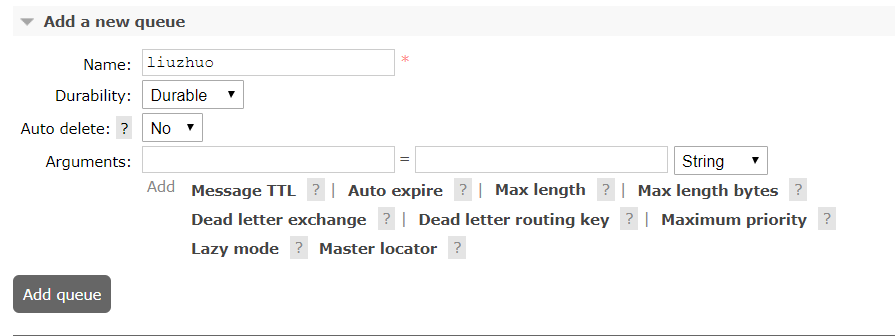 Add a new queue
Name: liuzhuo *
Durability: Durable
Auto delete: ? No
Arguments: = String
Add Message TTL ? | Auto expire ? | Max length ? | Max length bytes ?
Dead letter exchange ? | Dead letter routing key ? | Maximum priority ?
Lazy mode ? Master locator ?
Add queue